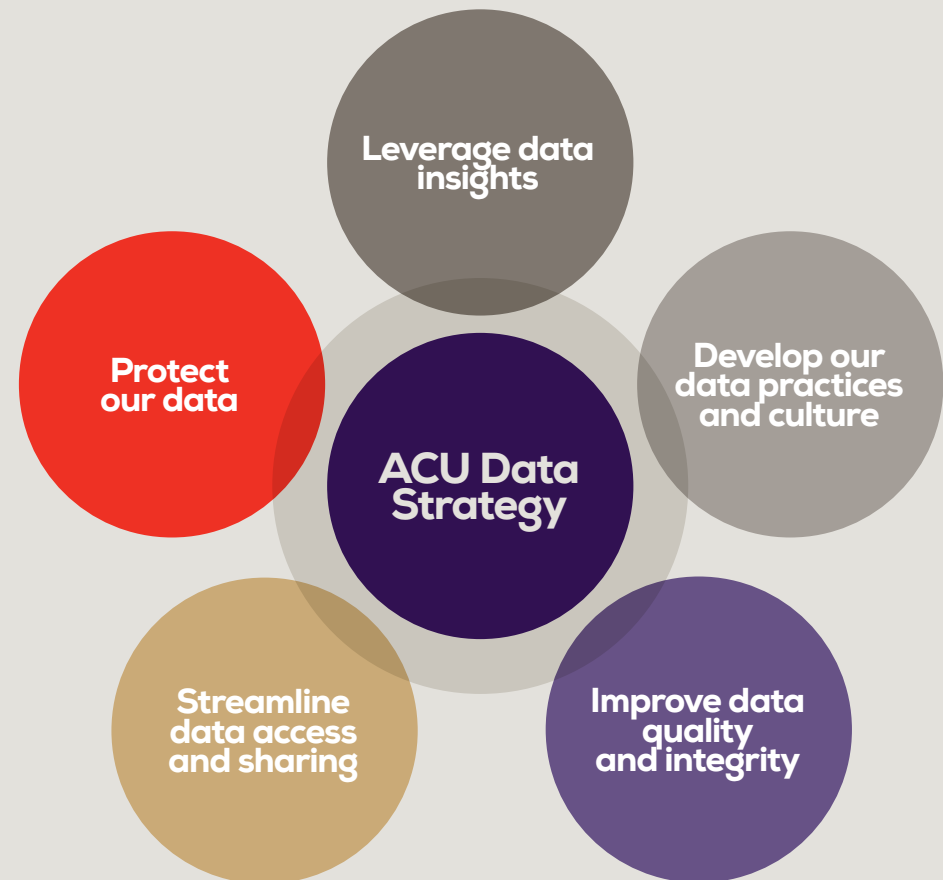 Leverage data
insights
Protect
our data
Develop our
data practices
and culture
ACU Data
Strategy
Streamline
data access
and sharing
Improve data
quality
and integrity